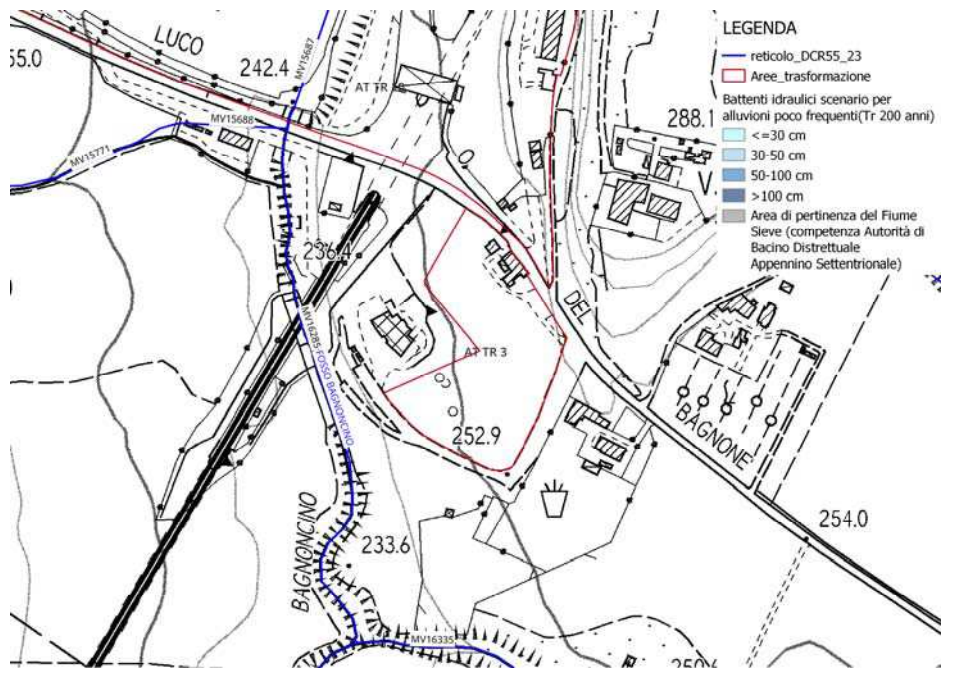 LUCO
55.0
242.4
MV15687
MV15688
MV15771
AT TR
288.1
V
LEGENDA
reticolo_DCR55_23
Aree_trasformazione
Battenti idraulici scenario per
alluvioni poco frequenti(Tr 200 anni)
<=30 cm
30-50 cm
50-100 cm
>100 cm
Area di pertinenza del Fiume
Sieve (competenza Autorità di
Bacino Distrettuale
Appennino Settentrionale)
236.4
DEL
MV16285-FOSSO BAGNONCINO
AT TR 3
252.9
BAGNONE
254.0
BAGNONCINO
233.6
MV16335